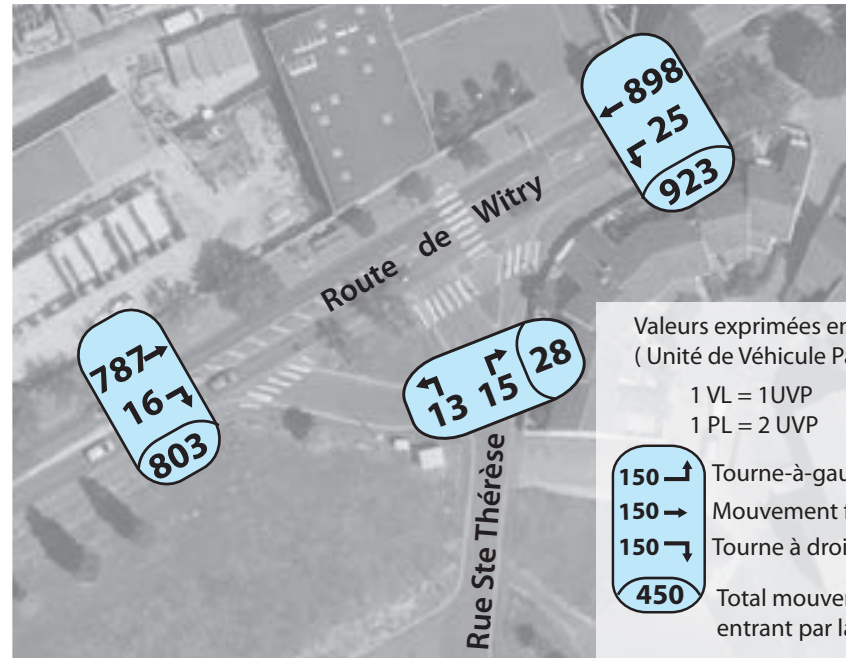 898
25
923
Route de Witry
787
16
803
13 15 28
Rue Ste Thérèse
Valeurs exprimées en
( Unité de Véhicule Pa
1 VL = 1UVP
1 PL = 2 UVP
150 Tourne-à-gau
150 Mouvement f
150 Tourne à droi
450 Total mouver
entrant par la